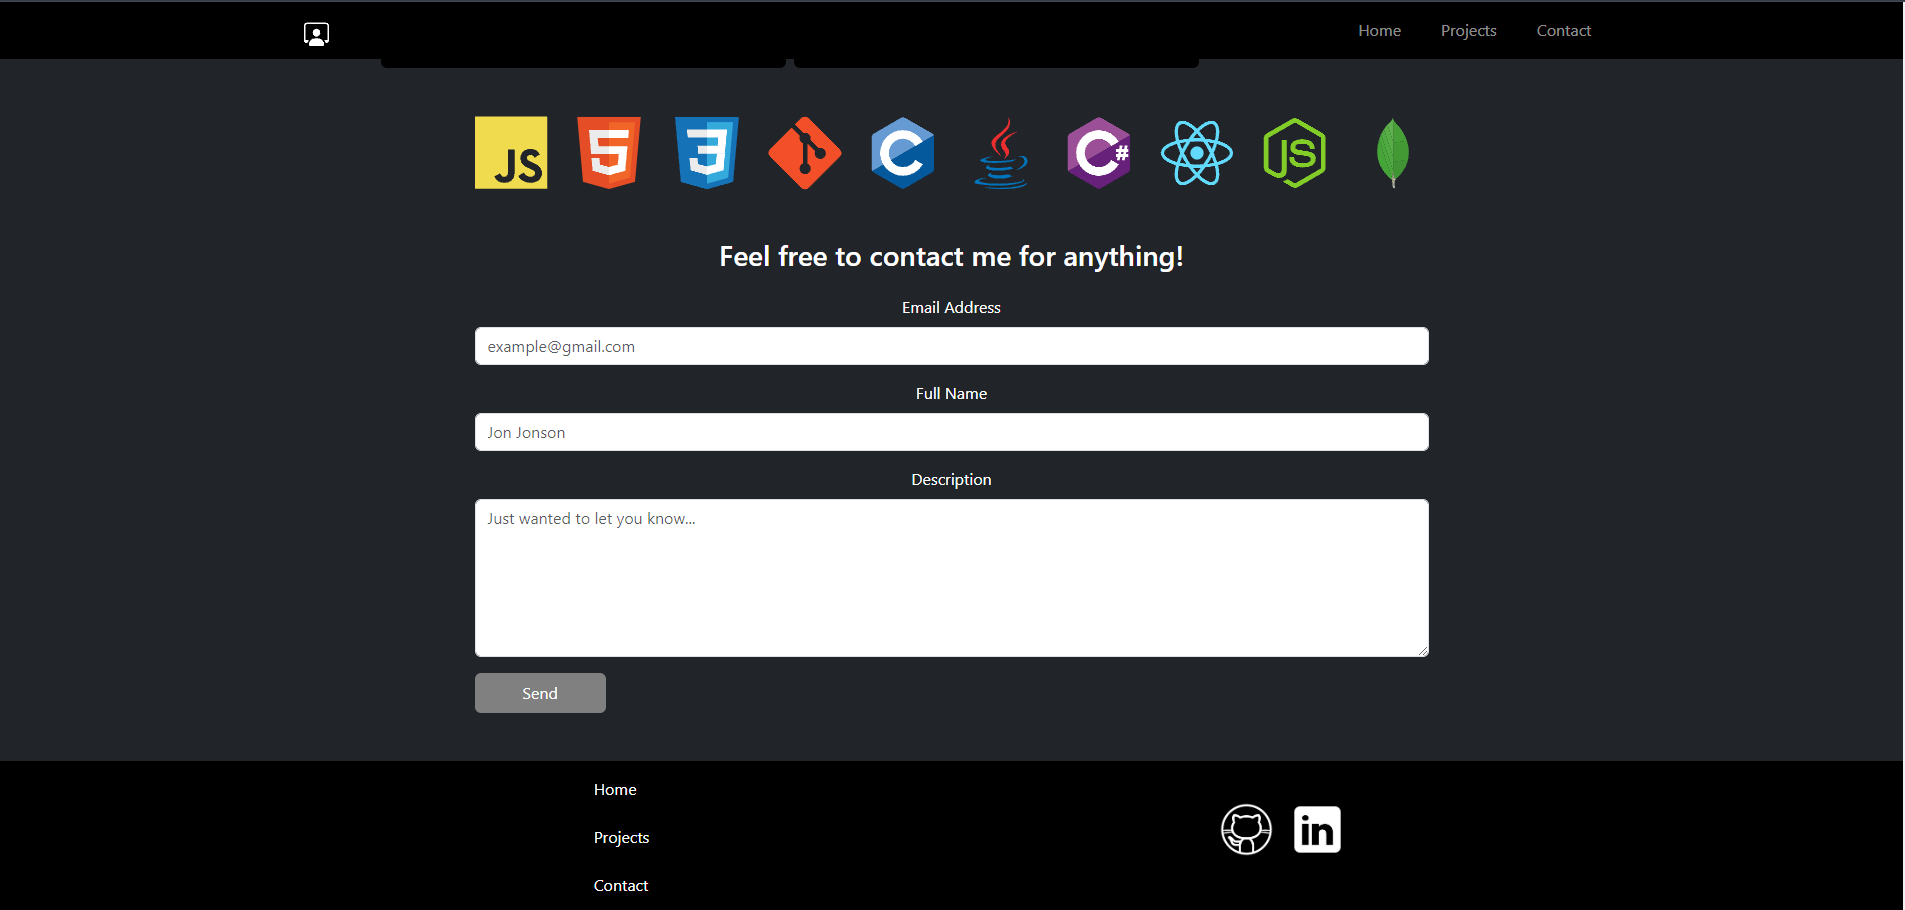 Home Projects Contact
JS 5 3 C C# JS
Feel free to contact me for anything!
Email Address
example@gmail.com
Full Name
Jon Jonson
Description
Just wanted to let you know...
Send
Home
Projects
Contact
in